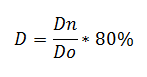 D = Dn/Do * 80%